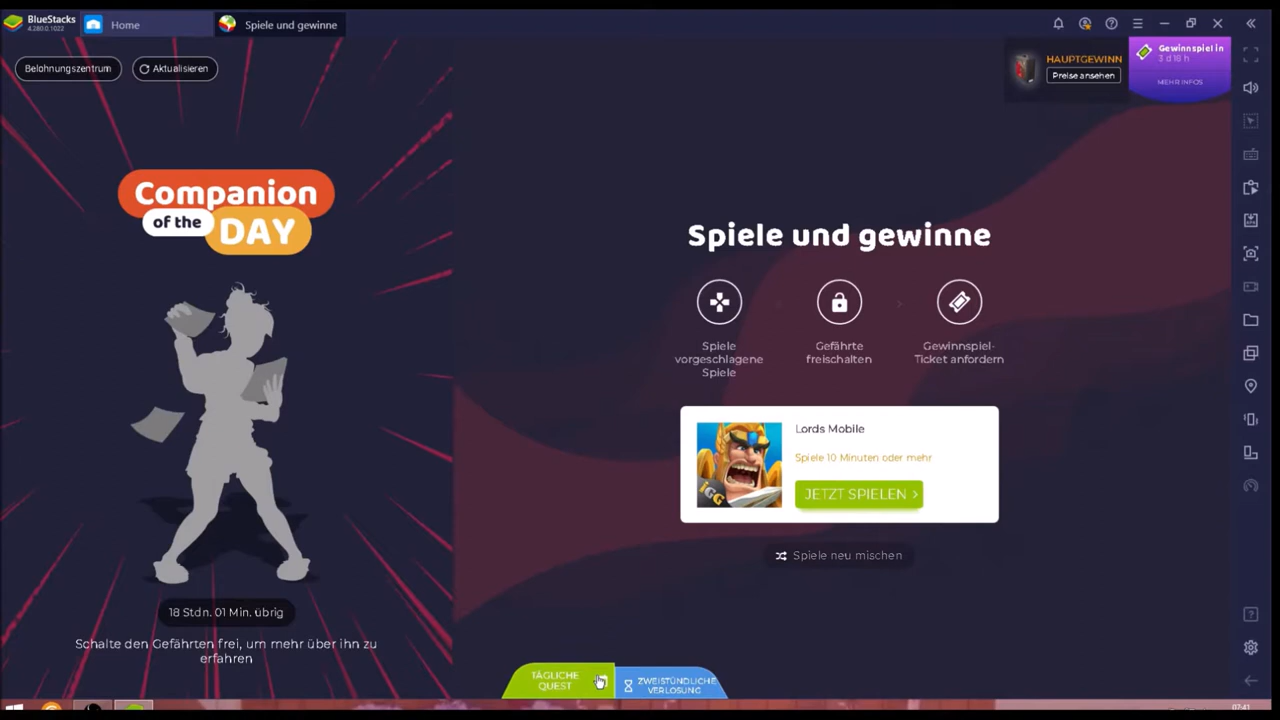 BlueStacks
4.280.0.1022
Home
Spiele und gewinne
Belohnungszentrum
Aktualisieren
HAUPTGEWINN
Preise ansehen
Gewinnspiel in
3 d 18 h
MEHR INFOS
Companion
of the
DAY
Spiele und gewinne
Spiele
vorgeschlagene
Spiele
Gefährte
freischalten
Gewinnspiel-
Ticket anfordern
Lords Mobile
Spiele 10 Minuten oder mehr
IGG
JETZT SPIELEN
Spiele neu mischen
18 Stdn. 01 Min. übrig
Schalte den Gefährten frei, um mehr über ihn zu
erfahren
TÄGLICHE
QUEST
ZWEISTÜNDLICHE
VERLOSUNG
07:41